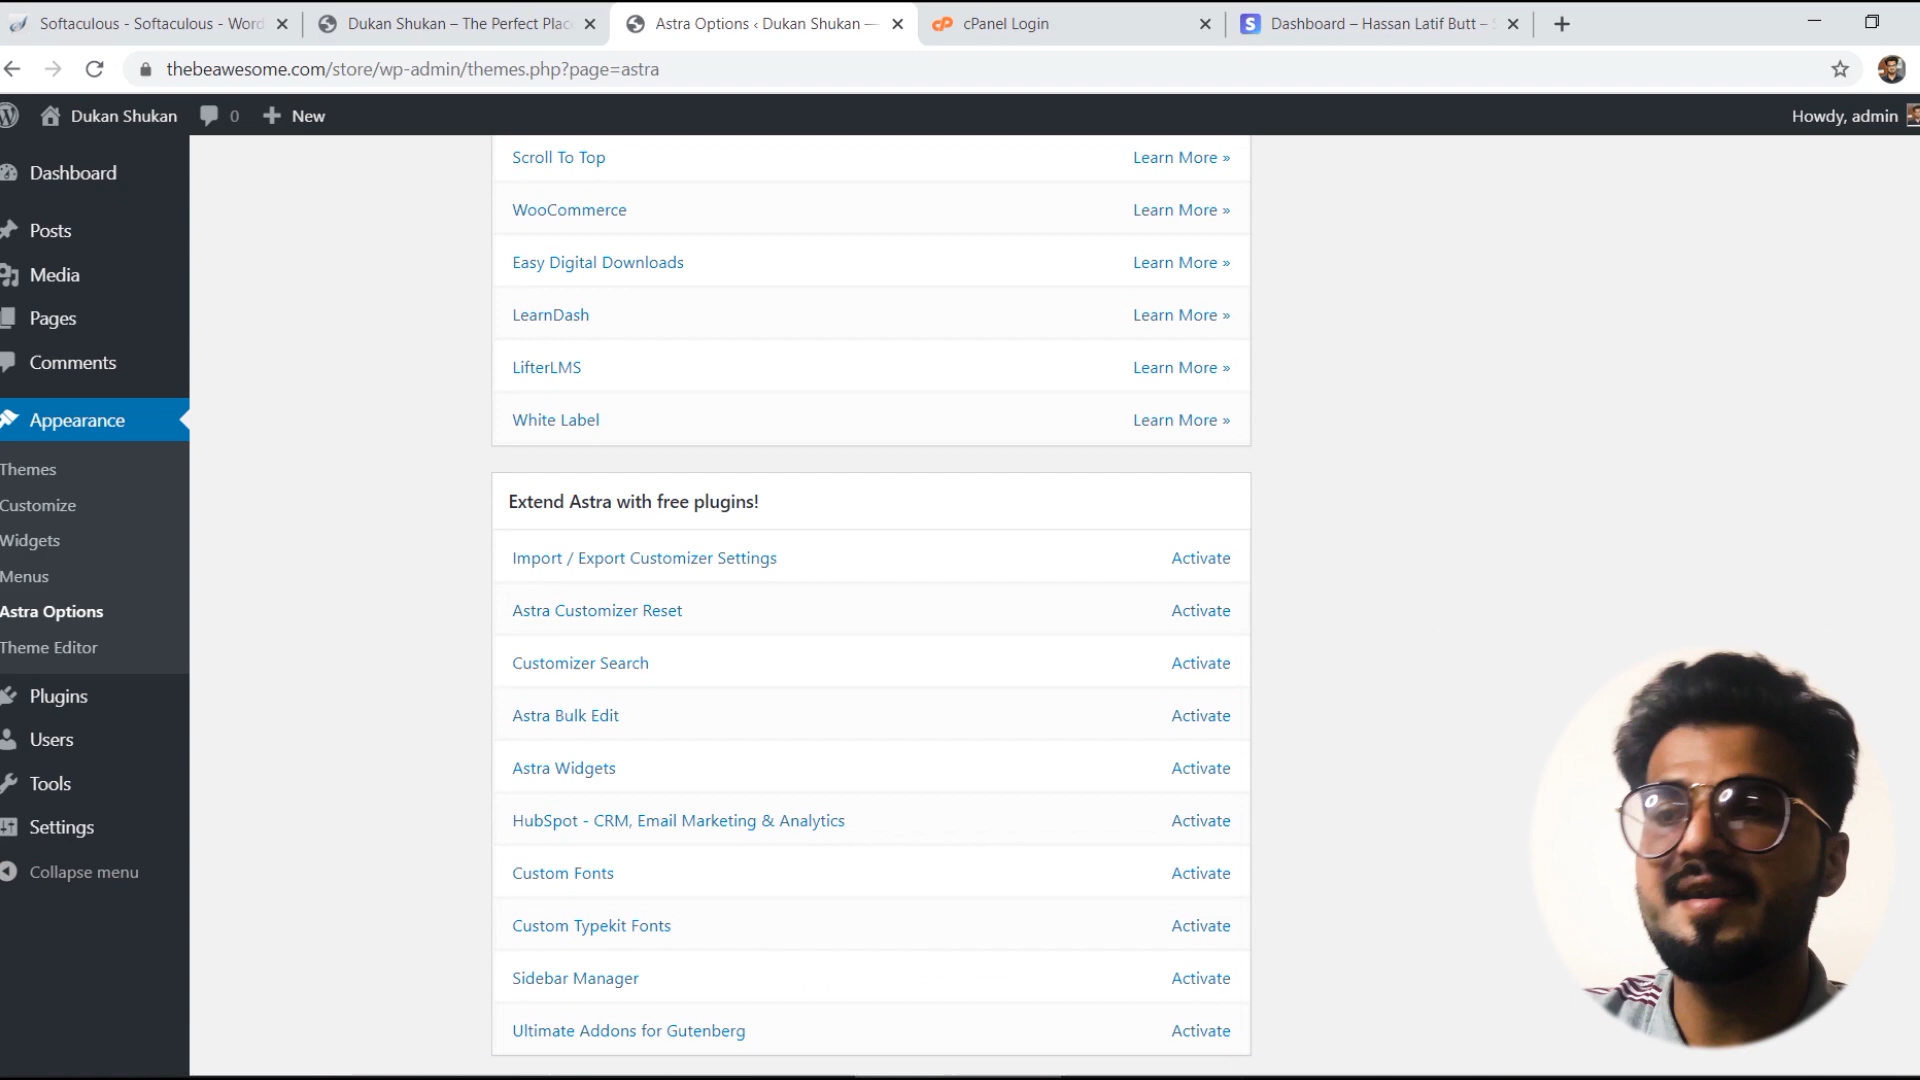 Softaculous - Softaculous - Word
Dukan Shukan – The Perfect Plac
Astra Options ‹ Dukan Shukan —
cPanel Login
Dashboard – Hassan Latif Butt –
thebeawesome.com/store/wp-admin/themes.php?page=astra
Dukan Shukan
0
New
Howdy, admin
Dashboard
Posts
Media
Pages
Comments
Appearance
Themes
Customize
Widgets
Menus
Astra Options
Theme Editor
Plugins
Users
Tools
Settings
Collapse menu
Scroll To Top
Learn More »
WooCommerce
Learn More »
Easy Digital Downloads
Learn More »
LearnDash
Learn More »
LifterLMS
Learn More »
White Label
Learn More »
Extend Astra with free plugins!
Import / Export Customizer Settings
Activate
Astra Customizer Reset
Activate
Customizer Search
Activate
Astra Bulk Edit
Activate
Astra Widgets
Activate
HubSpot - CRM, Email Marketing & Analytics
Activate
Custom Fonts
Activate
Custom Typekit Fonts
Activate
Sidebar Manager
Activate
Ultimate Addons for Gutenberg
Activate